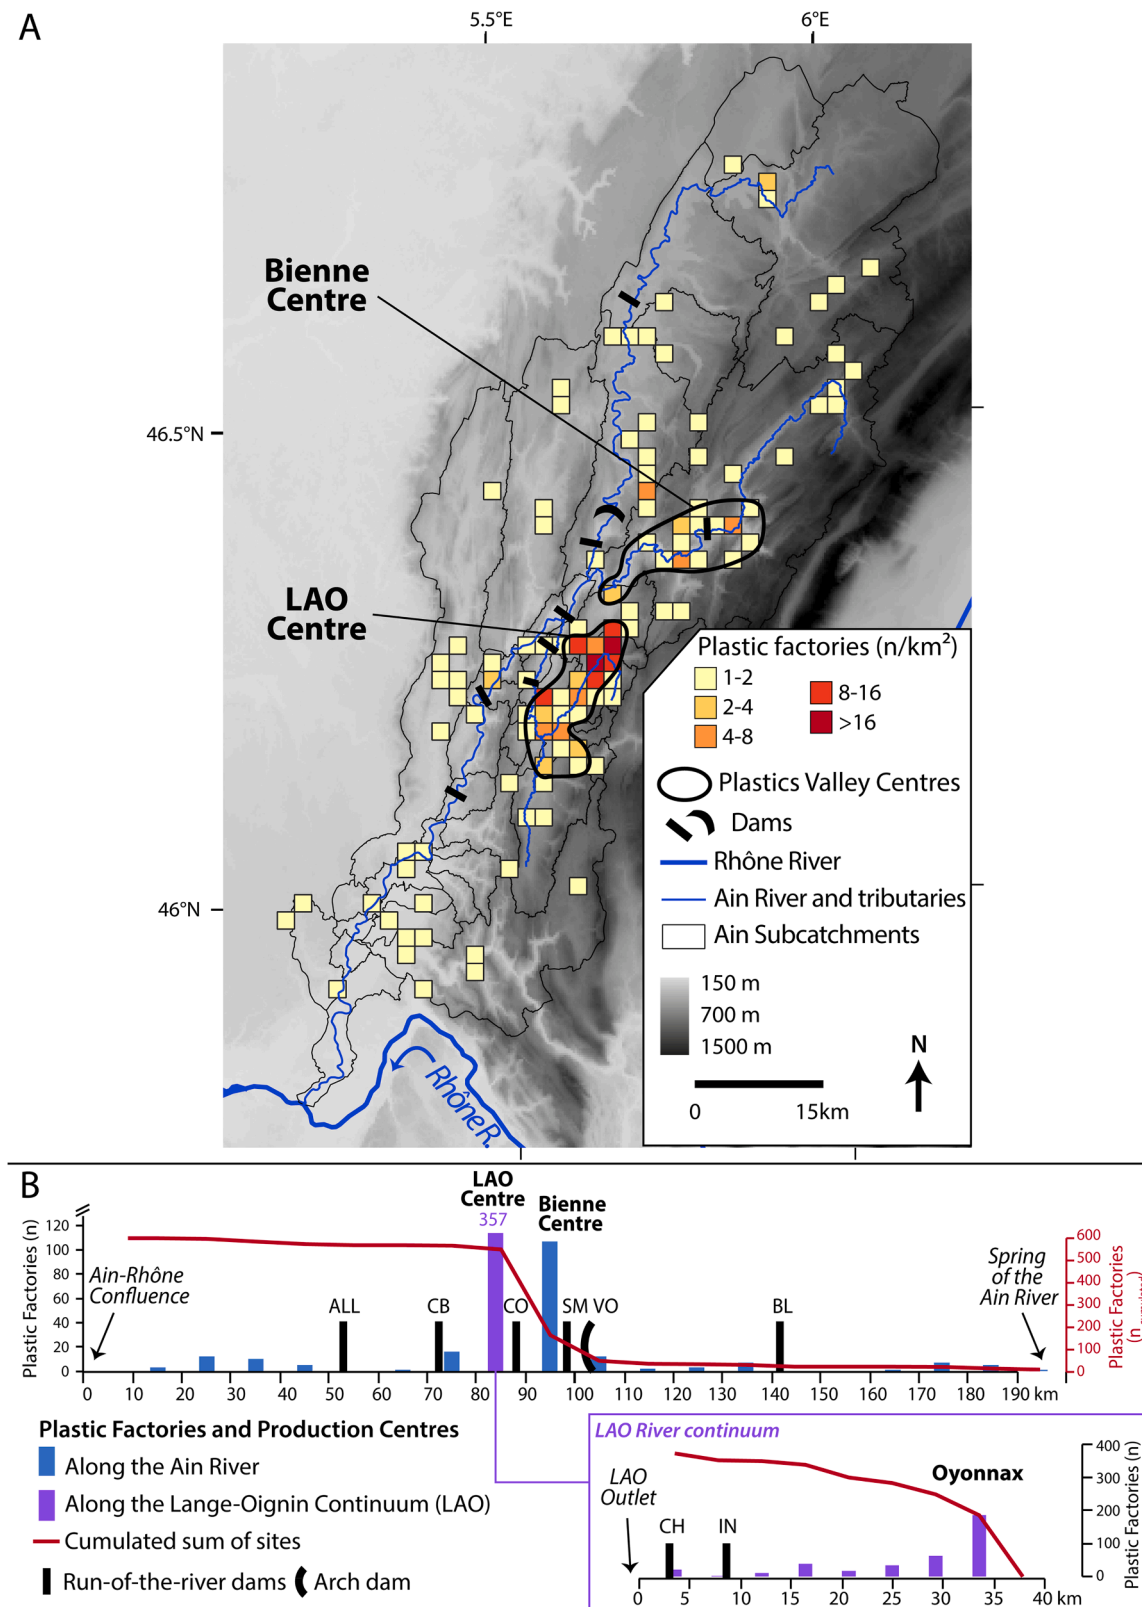 A
5.5°E
6°E
Bienne
Centre
46.5°N
LAO
Centre
46°N
Plastic factories (n/km²)
1-2
2-4
4-8
8-16
>16
Plastics Valley Centres
Dams
Rhône River
Ain River and tributaries
Ain Subcatchments
150 m
700 m
1500 m
N
0
15km
Rhône R.
B
LAO
Centre
357
Bienne
Centre
Plastic Factories (n)
120
100
80
60
40
20
0
Ain-Rhône
Confluence
ALL
CB
CO
SM
VO
BL
Spring
of the
Ain River
600
500
400
300
200
100
0
Plastic Factories
0
10
20
30
40
50
60
70
80
90
100
110
120
130
140
150
160
170
180
190 km
Plastic Factories and Production Centres
Along the Ain River
Along the Lange-Oignin Continuum (LAO)
Cumulated sum of sites
Run-of-the-river dams
Arch dam
LAO River continuum
LAO
Outlet
CH
IN
Oyonnax
400
300
200
100
0
Plastic Factories (n)
0
5
10
15
20
25
30
35
40 km